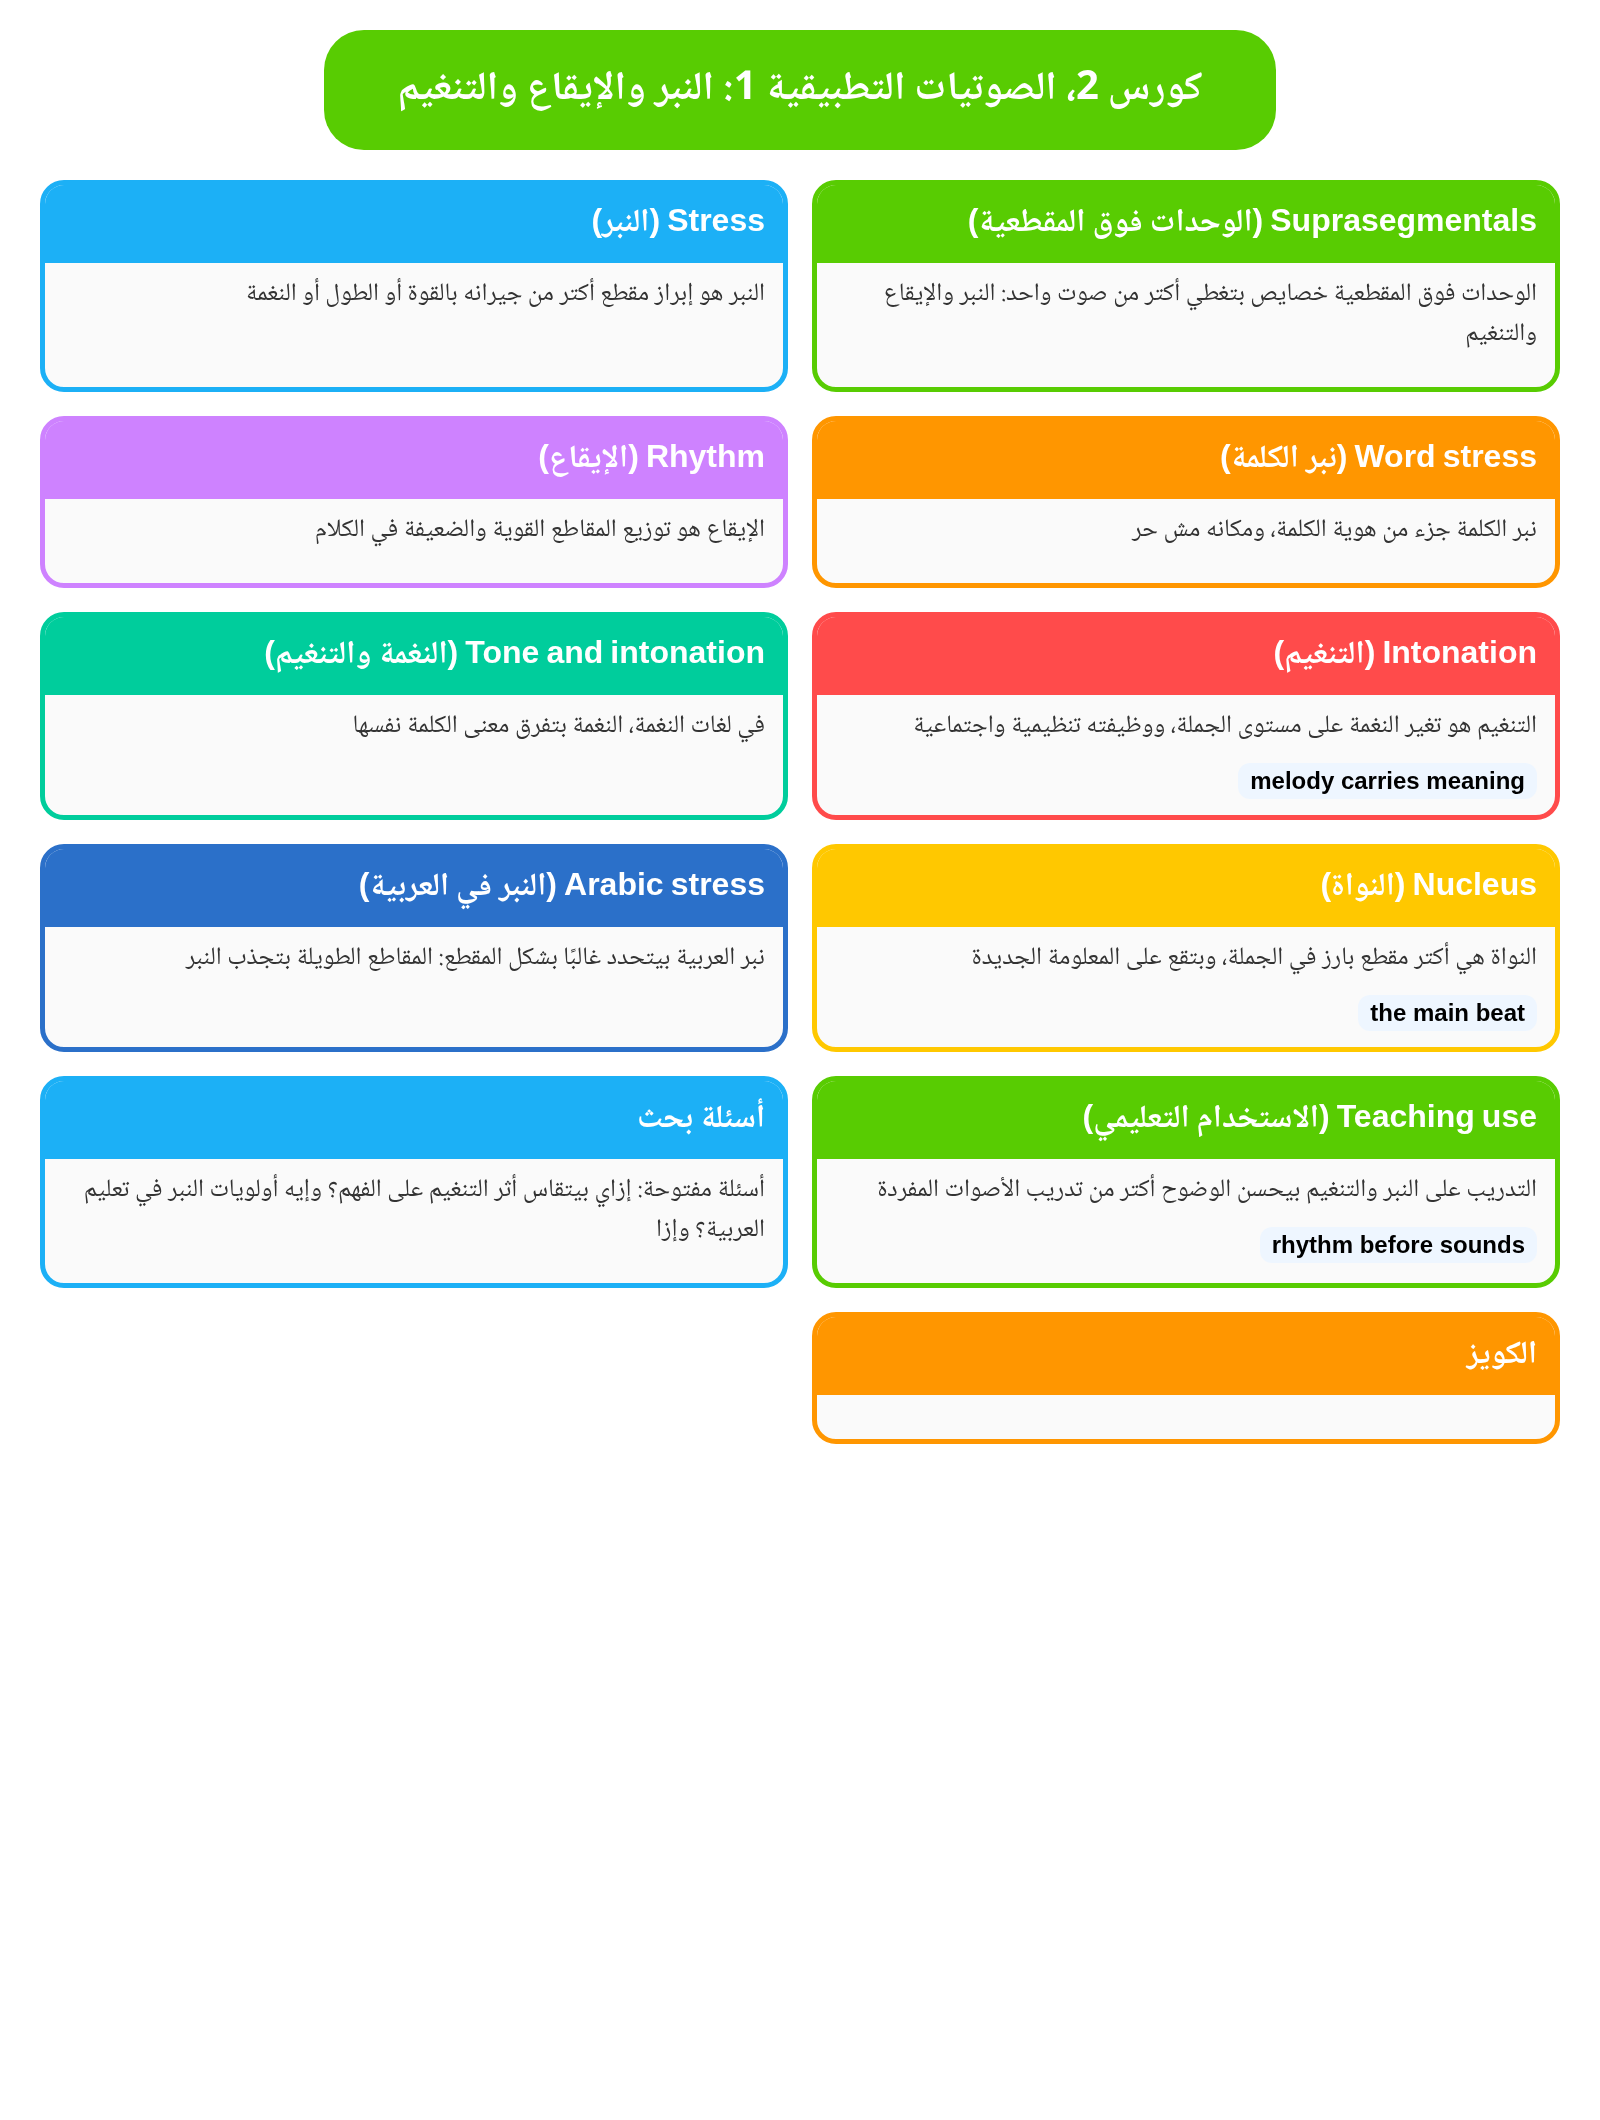 كورس 2، الصوتيات التطبيقية 1: النبر والإيقاع والتنغيم
Suprasegmentals (الوحدات فوق المقطعية)
الوحدات فوق المقطعية خصايص بتغطي أكتر من صوت واحد: النبر والإيقاع
والتنغيم
Stress (النبر)
النبر هو إبراز مقطع أكتر من جيرانه بالقوة أو الطول أو النغمة
Word stress (نبر الكلمة)
نبر الكلمة جزء من هوية الكلمة، ومكانه مش حر
Rhythm (الإيقاع)
الإيقاع هو توزيع المقاطع القوية والضعيفة في الكلام
Intonation (التنغيم)
التنغيم هو تغير النغمة على مستوى الجملة، ووظيفته تنظيمية واجتماعية
melody carries meaning
Tone and intonation (النغمة والتنغيم)
في لغات النغمة، النغمة بتفرق معنى الكلمة نفسها
Nucleus (النواة)
النواة هي أكتر مقطع بارز في الجملة، وبتقع على المعلومة الجديدة
the main beat
Arabic stress (النبر في العربية)
نبر العربية بيتحدد غالبًا بشكل المقطع: المقاطع الطويلة بتجذب النبر
Teaching use (الاستخدام التعليمي)
التدريب على النبر والتنغيم بيحسن الوضوح أكتر من تدريب الأصوات المفردة
rhythm before sounds
أسئلة بحث
أسئلة مفتوحة: إزاي بيتقاس أثر التنغيم على الفهم؟ وإيه أولويات النبر في تعليم
العربية؟ وإزا
الكويز